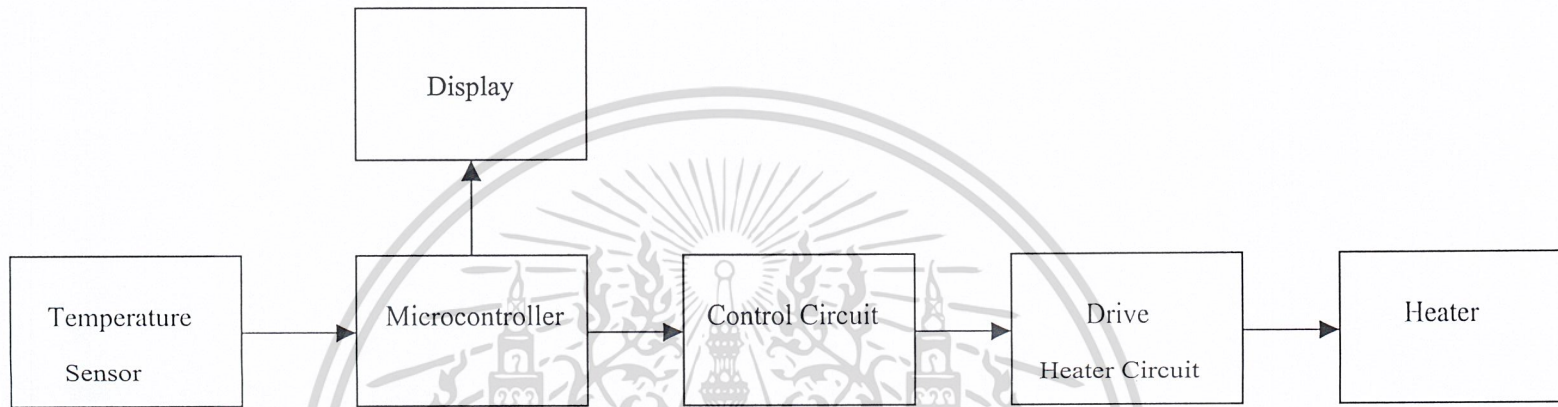 Display
Temperature
Sensor
Microcontroller
Control Circuit
Drive
Heater Circuit
Heater